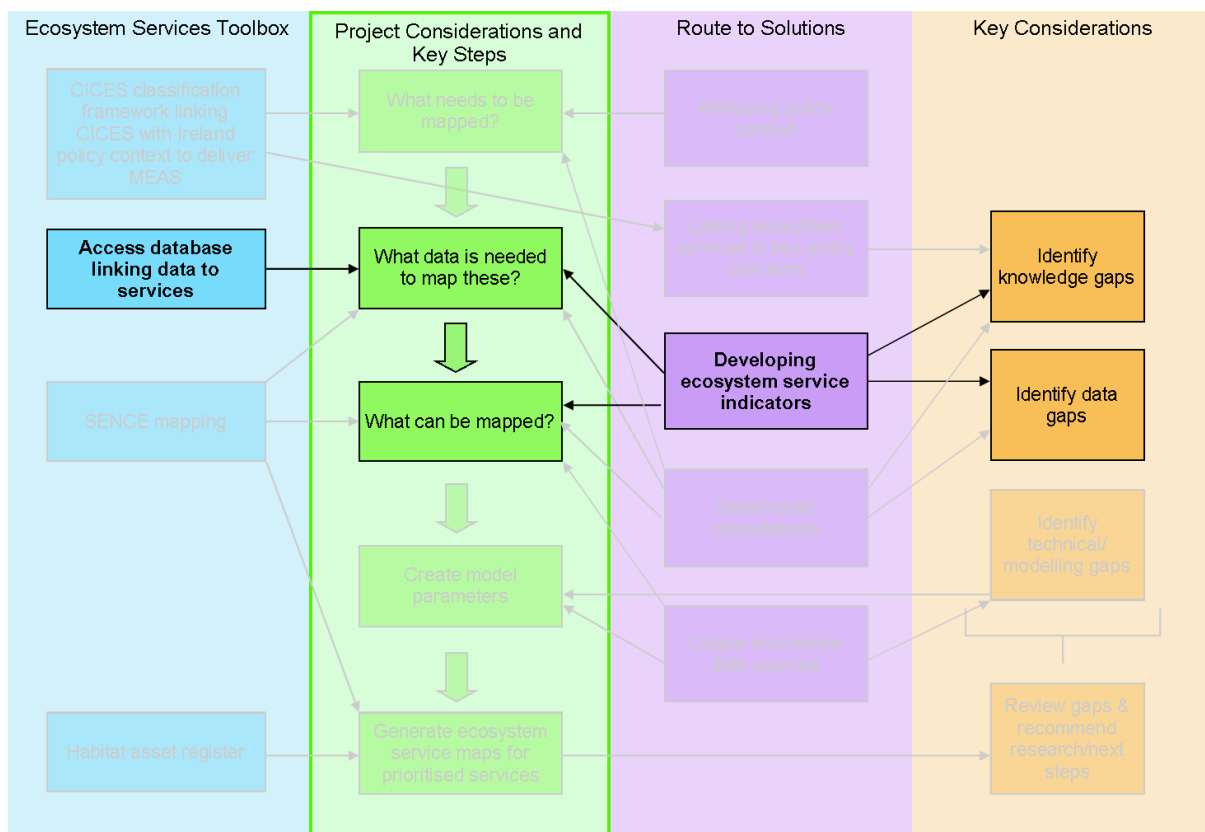 Ecosystem Services Toolbox
Project Considerations and
Key Steps
Route to Solutions
Key Considerations
CICES classification
framework linking
CICES with Ireland
policy context to deliver
MEAS
What needs to be
mapped?
Assessing policy
context
Access database
linking data to
services
What data is needed
to map these?
Linking ecosystem
services to key policy
concerns
Identify
knowledge gaps
SENCE mapping
What can be mapped?
Developing
ecosystem service
indicators
Identify data
gaps
Create model
parameters
Stakeholder
consultations
Identify
technical/
modelling gaps
Collate and review
data sources
Habitat asset register
Generate ecosystem
service maps for
prioritised services
Review gaps &
recommend
research/next
steps